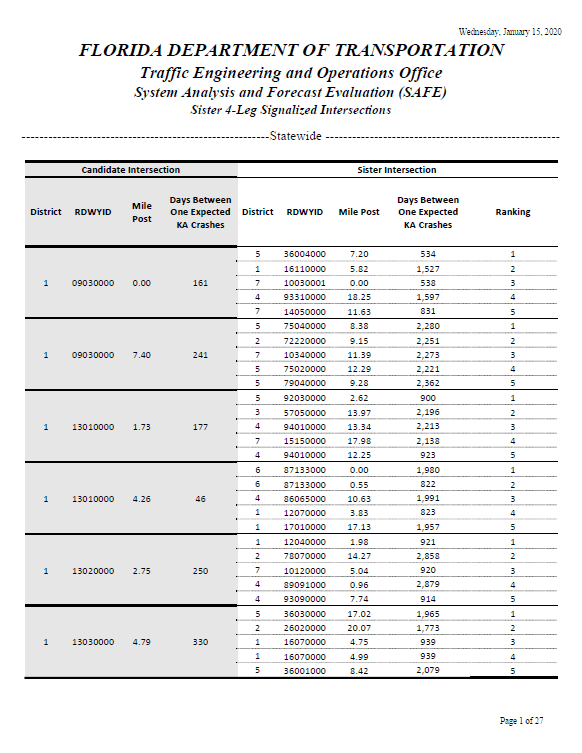 Wednesday, January 15, 2020
FLORIDA DEPARTMENT OF TRANSPORTATION
Traffic Engineering and Operations Office
System Analysis and Forecast Evaluation (SAFE)
Sister 4-Leg Signalized Intersections
Statewide
Candidate Intersection Sister Intersection
District RDWYID Mile Post Days Between One Expected KA Crashes District RDWYID Mile Post Days Between One Expected KA Crashes Ranking
5 36004000 7.20 534 1
1 16110000 5.82 1,527 2
1 09030000 0.00 161 7 10030001 0.00 538 3
4 93310000 18.25 1,597 4
7 14050000 11.63 831 5
5 75040000 8.38 2,280 1
2 72220000 9.15 2,251 2
1 09030000 7.40 241 7 10340000 11.39 2,273 3
5 75020000 12.29 2,221 4
5 79040000 9.28 2,362 5
5 92030000 2.62 900 1
3 57050000 13.97 2,196 2
1 13010000 1.73 177 4 94010000 13.34 2,213 3
7 15150000 17.98 2,138 4
4 94010000 12.25 923 5
6 87133000 0.00 1,980 1
6 87133000 0.55 822 2
1 13010000 4.26 46 4 86065000 10.63 1,991 3
1 12070000 3.83 823 4
1 17010000 17.13 1,957 5
1 12040000 1.98 921 1
2 78070000 14.27 2,858 2
1 13020000 2.75 250 7 10120000 5.04 920 3
4 89091000 0.96 2,879 4
4 93090000 7.74 914 5
5 36030000 17.02 1,965 1
2 26020000 20.07 1,773 2
1 13030000 4.79 330 1 16070000 4.75 939 3
1 16070000 4.99 939 4
5 36001000 8.42 2,079 5
Page 1 of 27